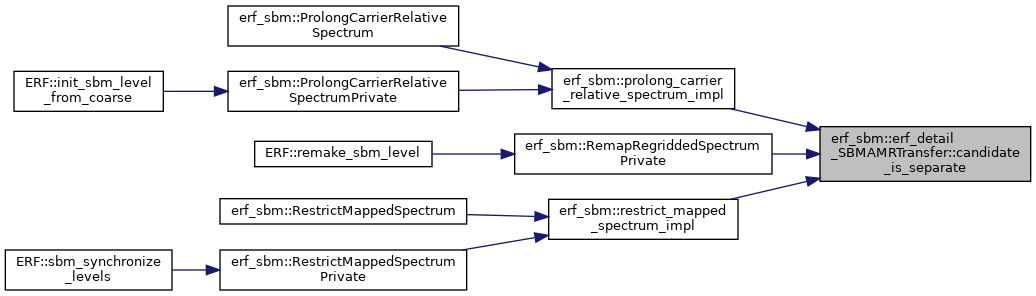 erf_sbm::ProlongCarrierRelative
Spectrum
ERF::init_sbm_level
_from_coarse
erf_sbm::ProlongCarrierRelative
SpectrumPrivate
erf_sbm::prolong_carrier
_relative_spectrum_impl
ERF::remake_sbm_level
erf_sbm::RemapRegriddedSpectrum
Private
erf_sbm::erf_detail
_SBMAMRTransfer::candidate
_is_separate
erf_sbm::RestrictMappedSpectrum
erf_sbm::restrict_mapped
_spectrum_impl
ERF::sbm_synchronize
_levels
erf_sbm::RestrictMappedSpectrum
Private